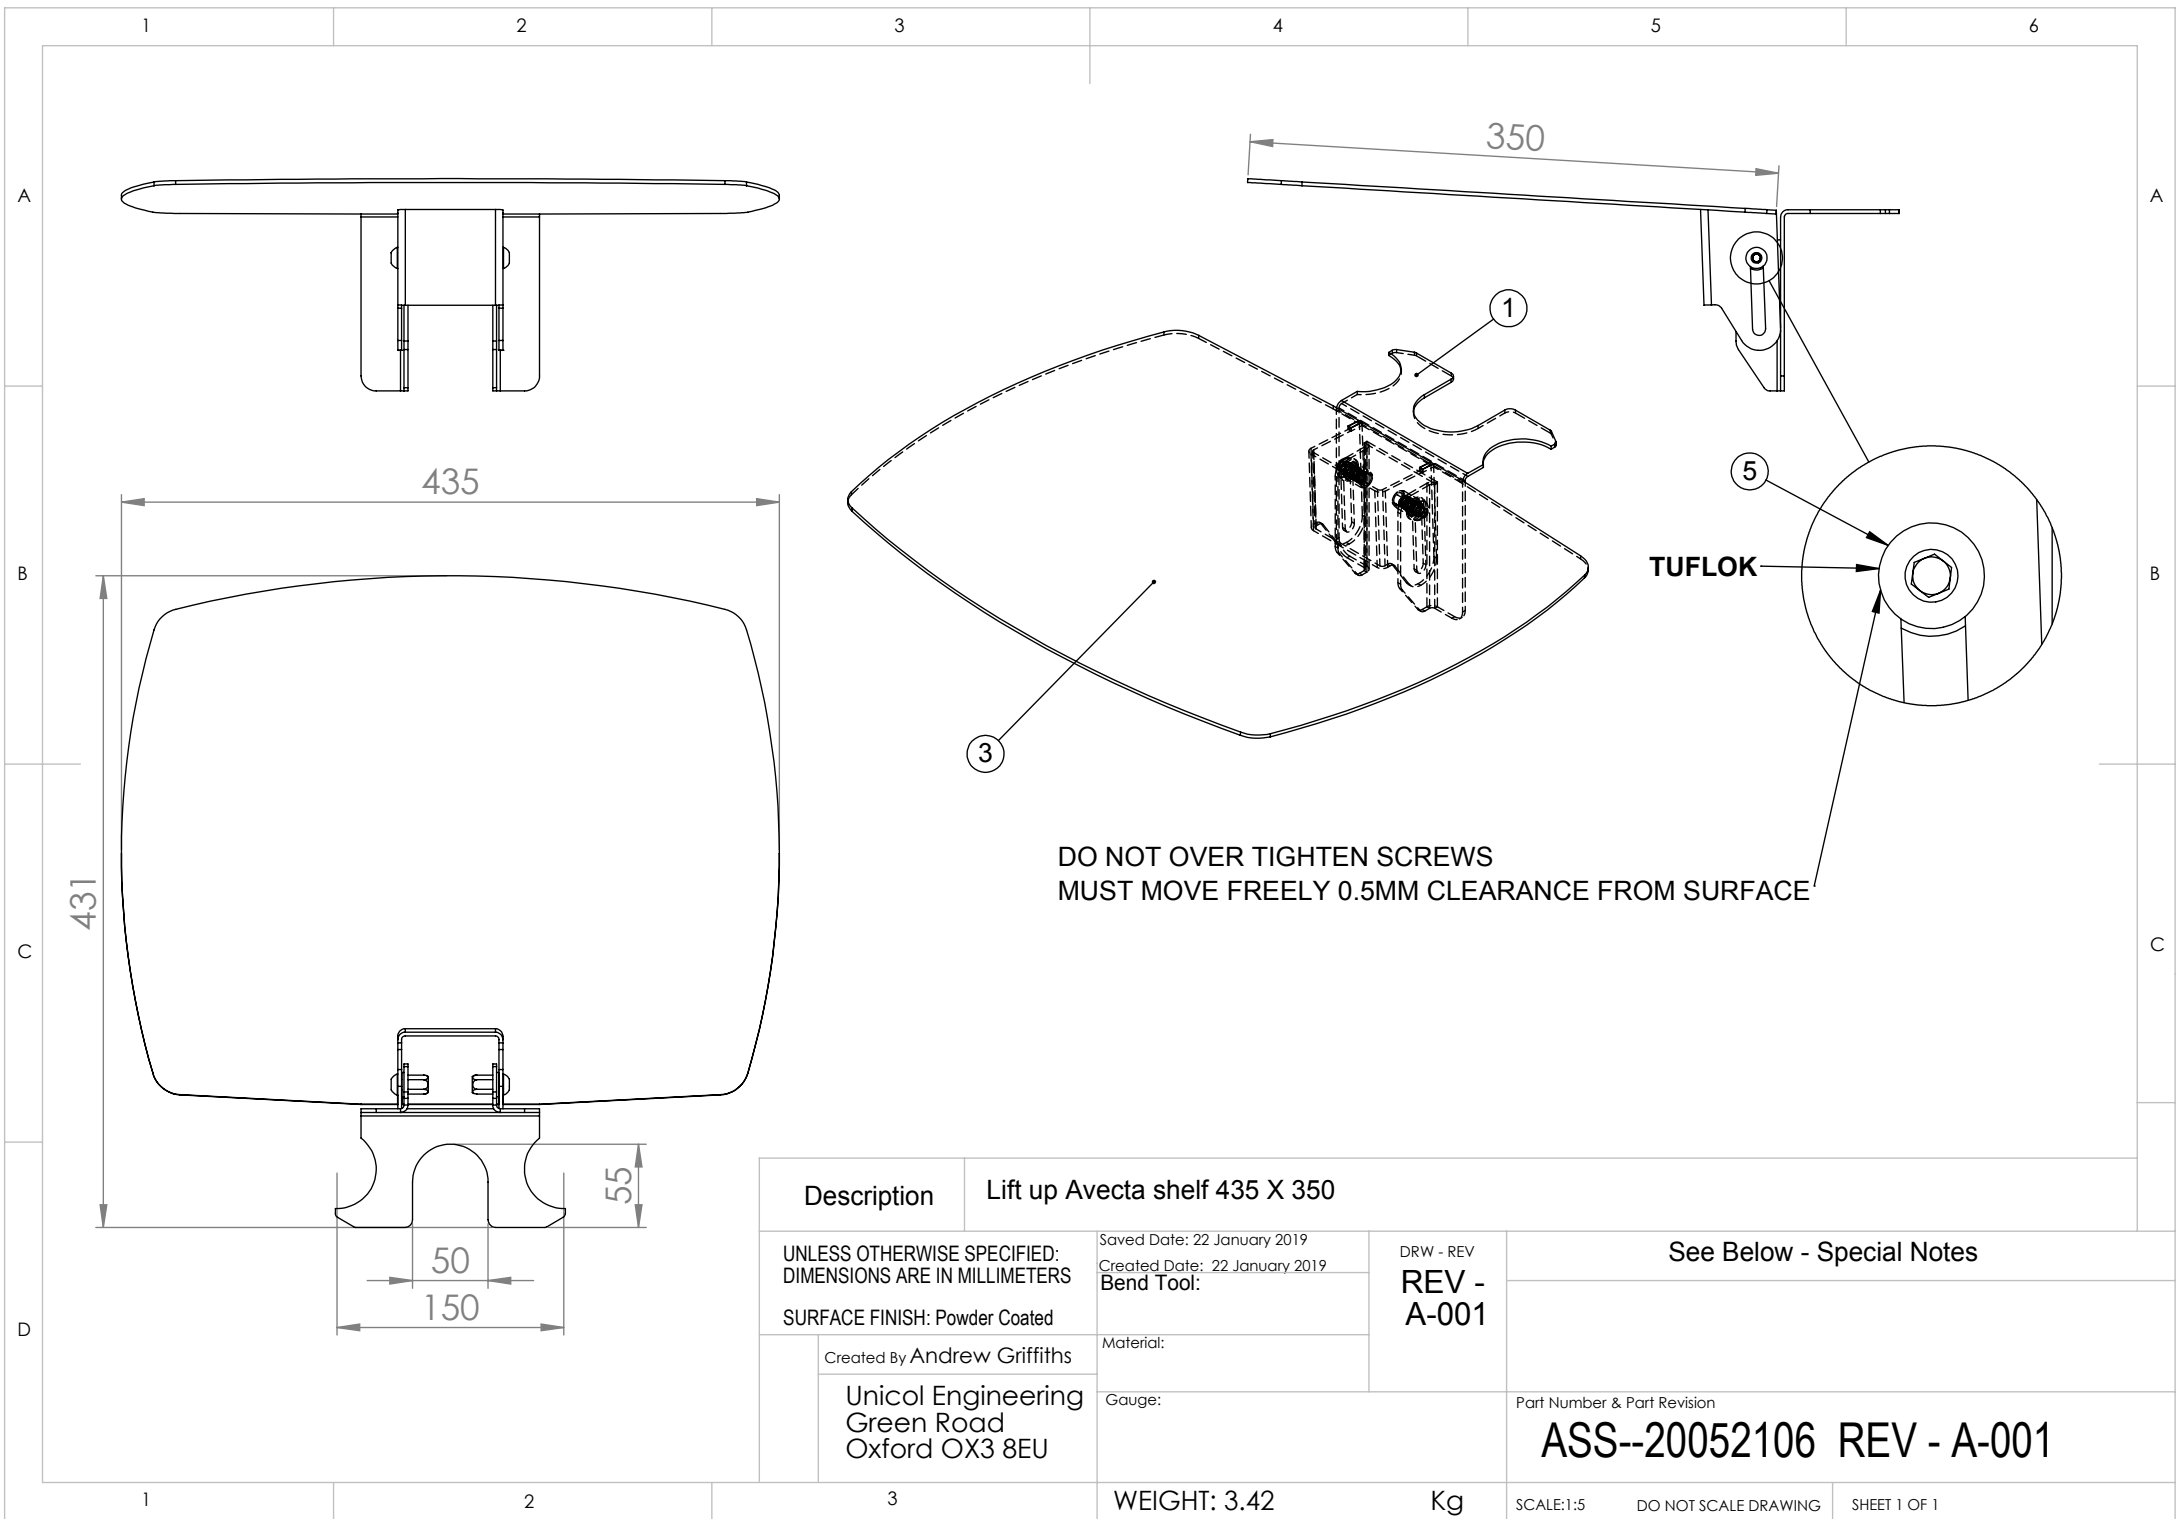 1 2 3 4 5 6
A A
B B
C C
D
350
435
431
55
50
150
1
3
5
TUFLOK
DO NOT OVER TIGHTEN SCREWS
MUST MOVE FREELY 0.5MM CLEARANCE FROM SURFACE
Description
Lift up Avecta shelf 435 X 350
UNLESS OTHERWISE SPECIFIED:
DIMENSIONS ARE IN MILLIMETERS
SURFACE FINISH: Powder Coated
Saved Date: 22 January 2019
Created Date: 22 January 2019
Bend Tool:
DRW - REV
REV -
A-001
See Below - Special Notes
Created By Andrew Griffiths
Material:
Unicol Engineering
Green Road
Oxford OX3 8EU
Gauge:
Part Number & Part Revision
ASS--20052106 REV - A-001
WEIGHT: 3.42 Kg
SCALE:1:5
DO NOT SCALE DRAWING
SHEET 1 OF 1
1 2 3